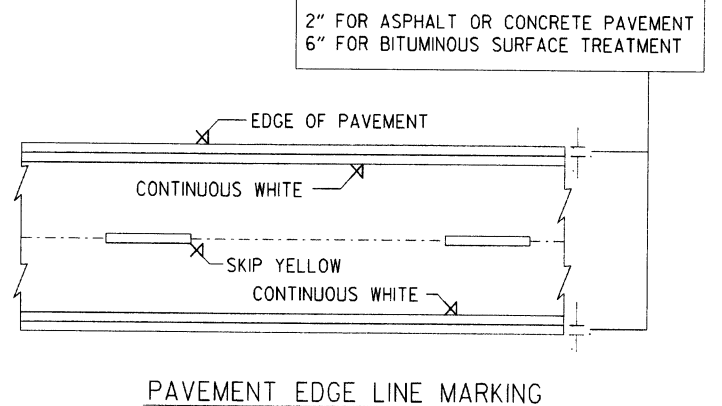 2" FOR ASPHALT OR CONCRETE PAVEMENT
6" FOR BITUMINOUS SURFACE TREATMENT
EDGE OF PAVEMENT
CONTINUOUS WHITE
SKIP YELLOW
CONTINUOUS WHITE
PAVEMENT EDGE LINE MARKING